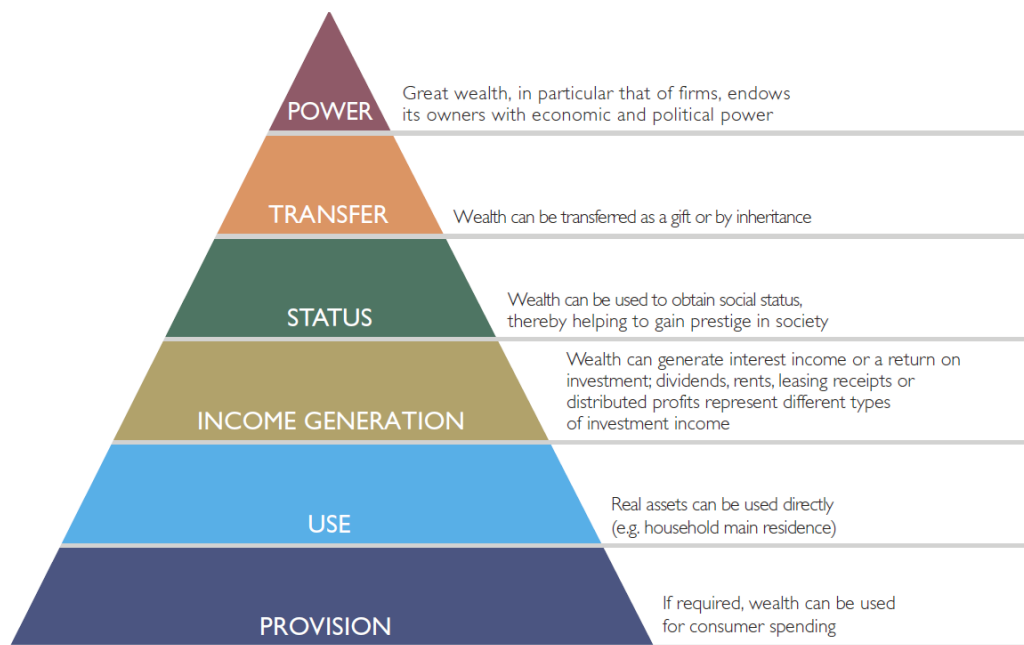 POWER
Great wealth, in particular that of firms, endows
its owners with economic and political power
TRANSFER
Wealth can be transferred as a gift or by inheritance
STATUS
Wealth can be used to obtain social status,
thereby helping to gain prestige in society
INCOME GENERATION
Wealth can generate interest income or a return on
investment; dividends, rents, leasing receipts or
distributed profits represent different types
of investment income
USE
Real assets can be used directly
(e.g. household main residence)
PROVISION
If required, wealth can be used
for consumer spending